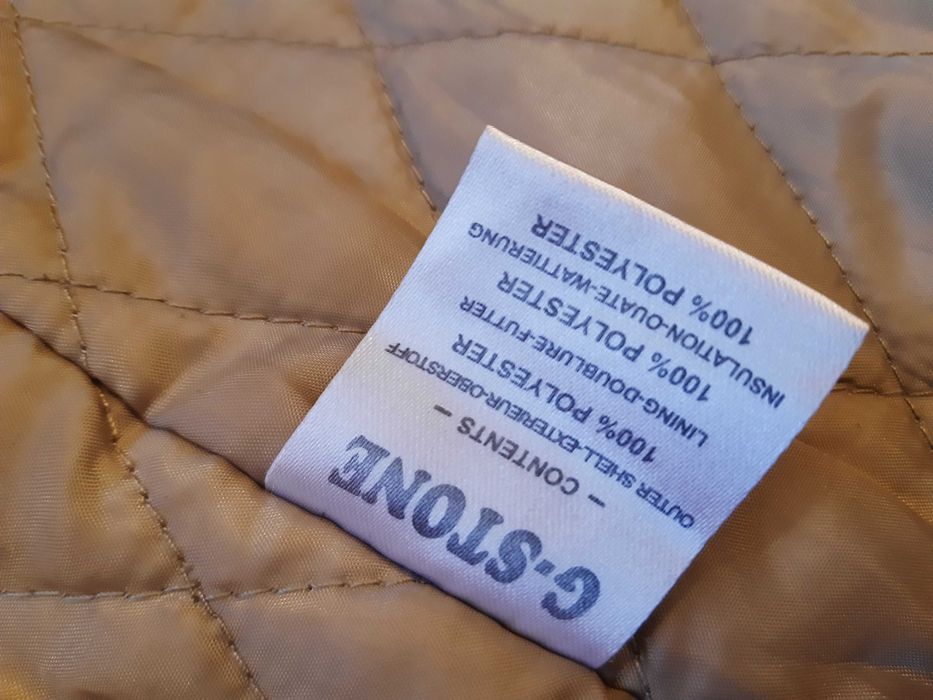 G-STONE
- CONTENTS -
OUTER SHELL-EXTERIEUR-OBERSTOFF
100% POLYESTER
LINING-DOUBLURE-FUTTER
100% POLYESTER
INSULATION-OUATE-WATTIERUNG
100% POLYESTER